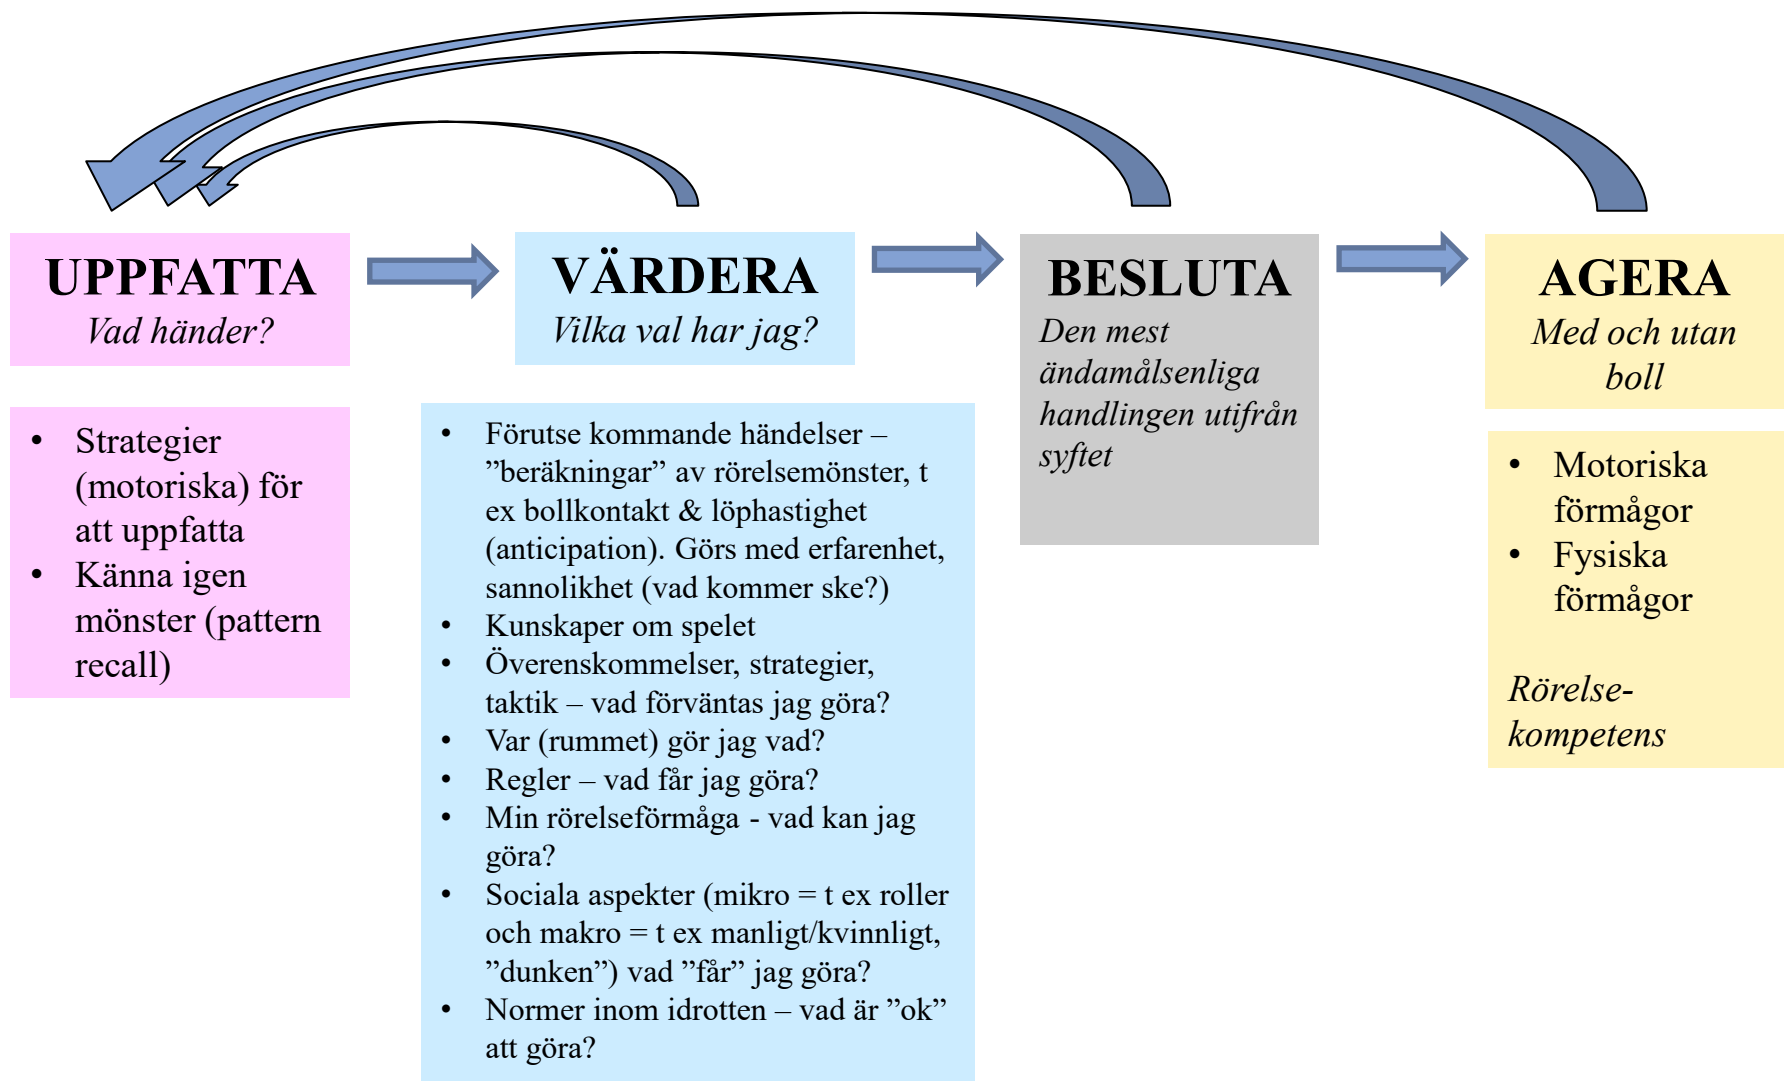 UPPFATTA
Vad händer?
• Strategier
(motoriska) för
att uppfatta
• Känna igen
mönster (pattern
recall)
VÄRDERA
Vilka val har jag?
• Förutse kommande händelser –
”beräkningar” av rörelsemönster, t
ex bollkontakt & löphastighet
(anticipation). Görs med erfarenhet,
sannolikhet (vad kommer ske?)
• Kunskaper om spelet
• Överenskommelser, strategier,
taktik – vad förväntas jag göra?
• Var (rummet) gör jag vad?
• Regler – vad får jag göra?
• Min rörelseförmåga - vad kan jag
göra?
• Sociala aspekter (mikro = t ex roller
och makro = t ex manligt/kvinnligt,
”dunken”) vad ”får” jag göra?
• Normer inom idrotten – vad är ”ok”
att göra?
BESLUTA
Den mest
ändamålsenliga
handlingen utifrån
syftet
AGERA
Med och utan
boll
• Motoriska
förmågor
• Fysiska
förmågor
Rörelse-
kompetens